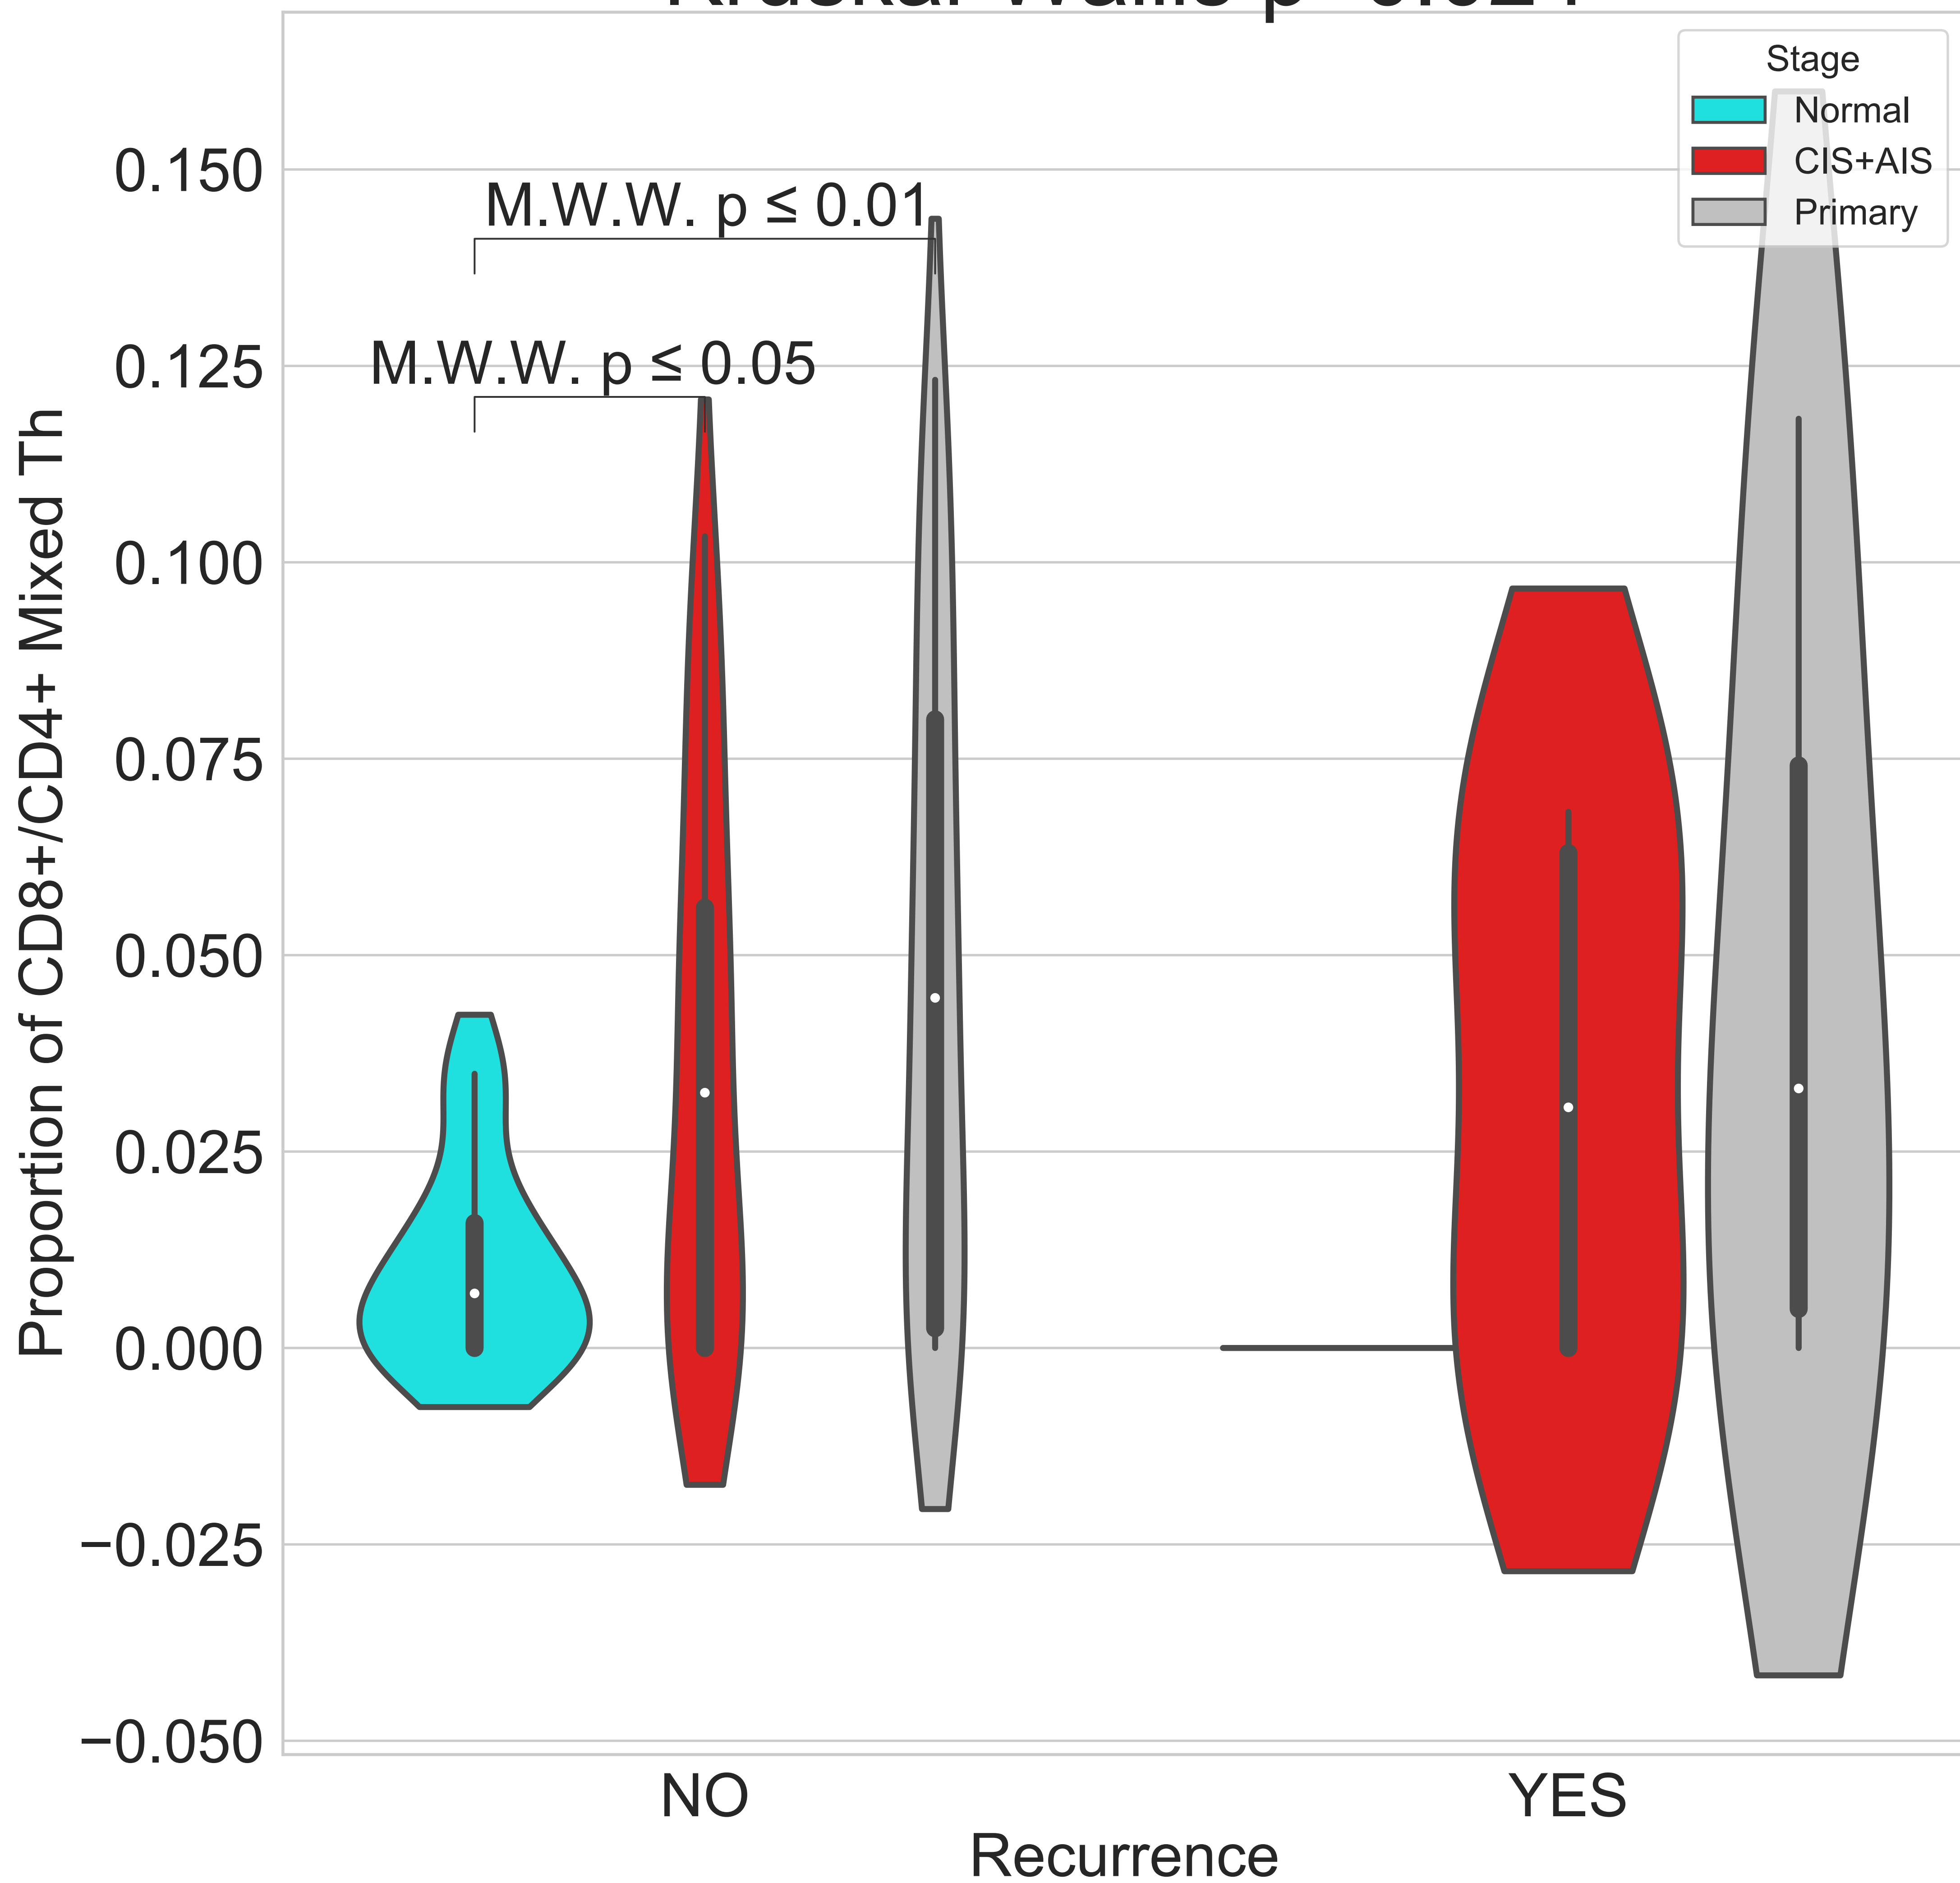 Stage
Normal
CIS+AIS
Primary
M.W.W. p ≤ 0.01
M.W.W. p ≤ 0.05
0.150
0.125
0.100
0.075
0.050
0.025
0.000
−0.025
−0.050
Proportion of CD8+/CD4+ Mixed Th
NO
YES
Recurrence